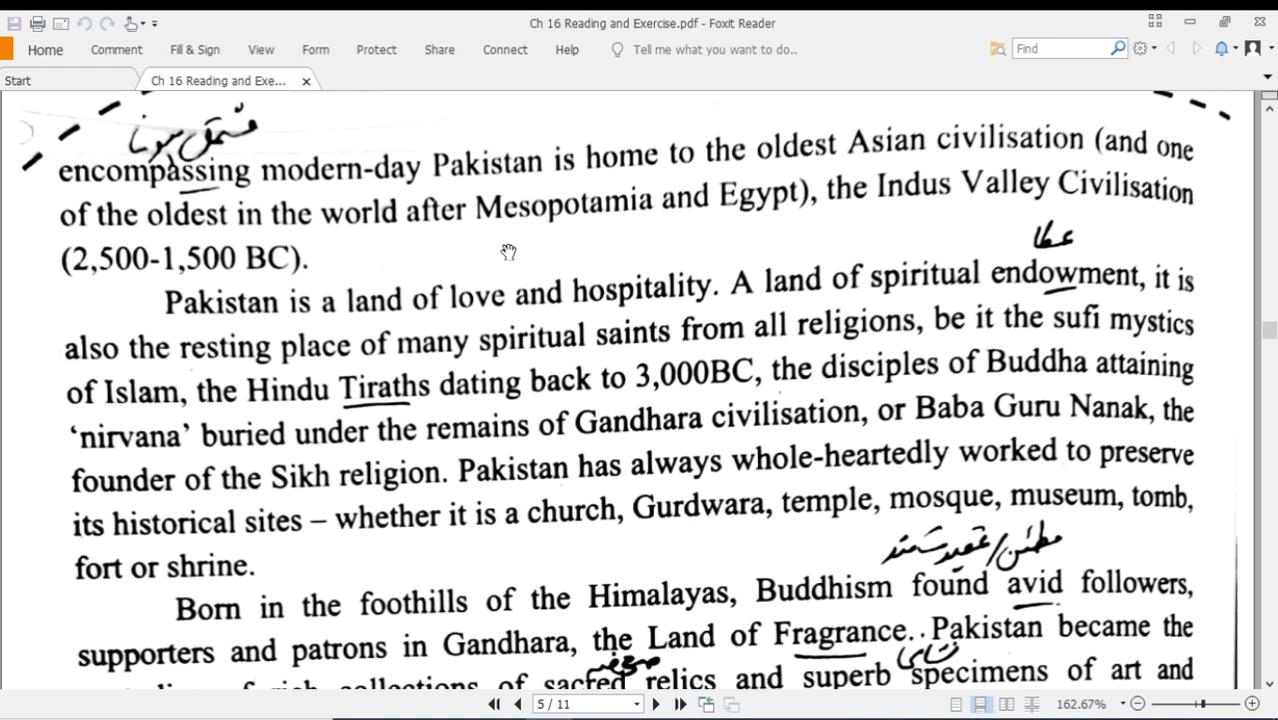 Ch 16 Reading and Exercise.pdf - Foxit Reader
Home Comment Fill & Sign View Form Protect Share Connect Help Tell me what you want to do.. Find
Start Ch 16 Reading and Exe...
encompassing modern-day Pakistan is home to the oldest Asian civilisation (and one
of the oldest in the world after Mesopotamia and Egypt), the Indus Valley Civilisation
عطا
(2,500-1,500 BC).
Pakistan is a land of love and hospitality. A land of spiritual endowment, it is
also the resting place of many spiritual saints from all religions, be it the sufi mystics
of Islam, the Hindu Tiraths dating back to 3,000BC, the disciples of Buddha attaining
‘nirvana’ buried under the remains of Gandhara civilisation, or Baba Guru Nanak, the
founder of the Sikh religion. Pakistan has always whole-heartedly worked to preserve
its historical sites – whether it is a church, Gurdwara, temple, mosque, museum, tomb,
مطمئن/عقیدت مند
fort or shrine.
Born in the foothills of the Himalayas, Buddhism found avid followers,
supporters and patrons in Gandhara, the Land of Fragrance. Pakistan became the
of rich collections of sacred relics and superb specimens of art and
5 / 11 162.67%